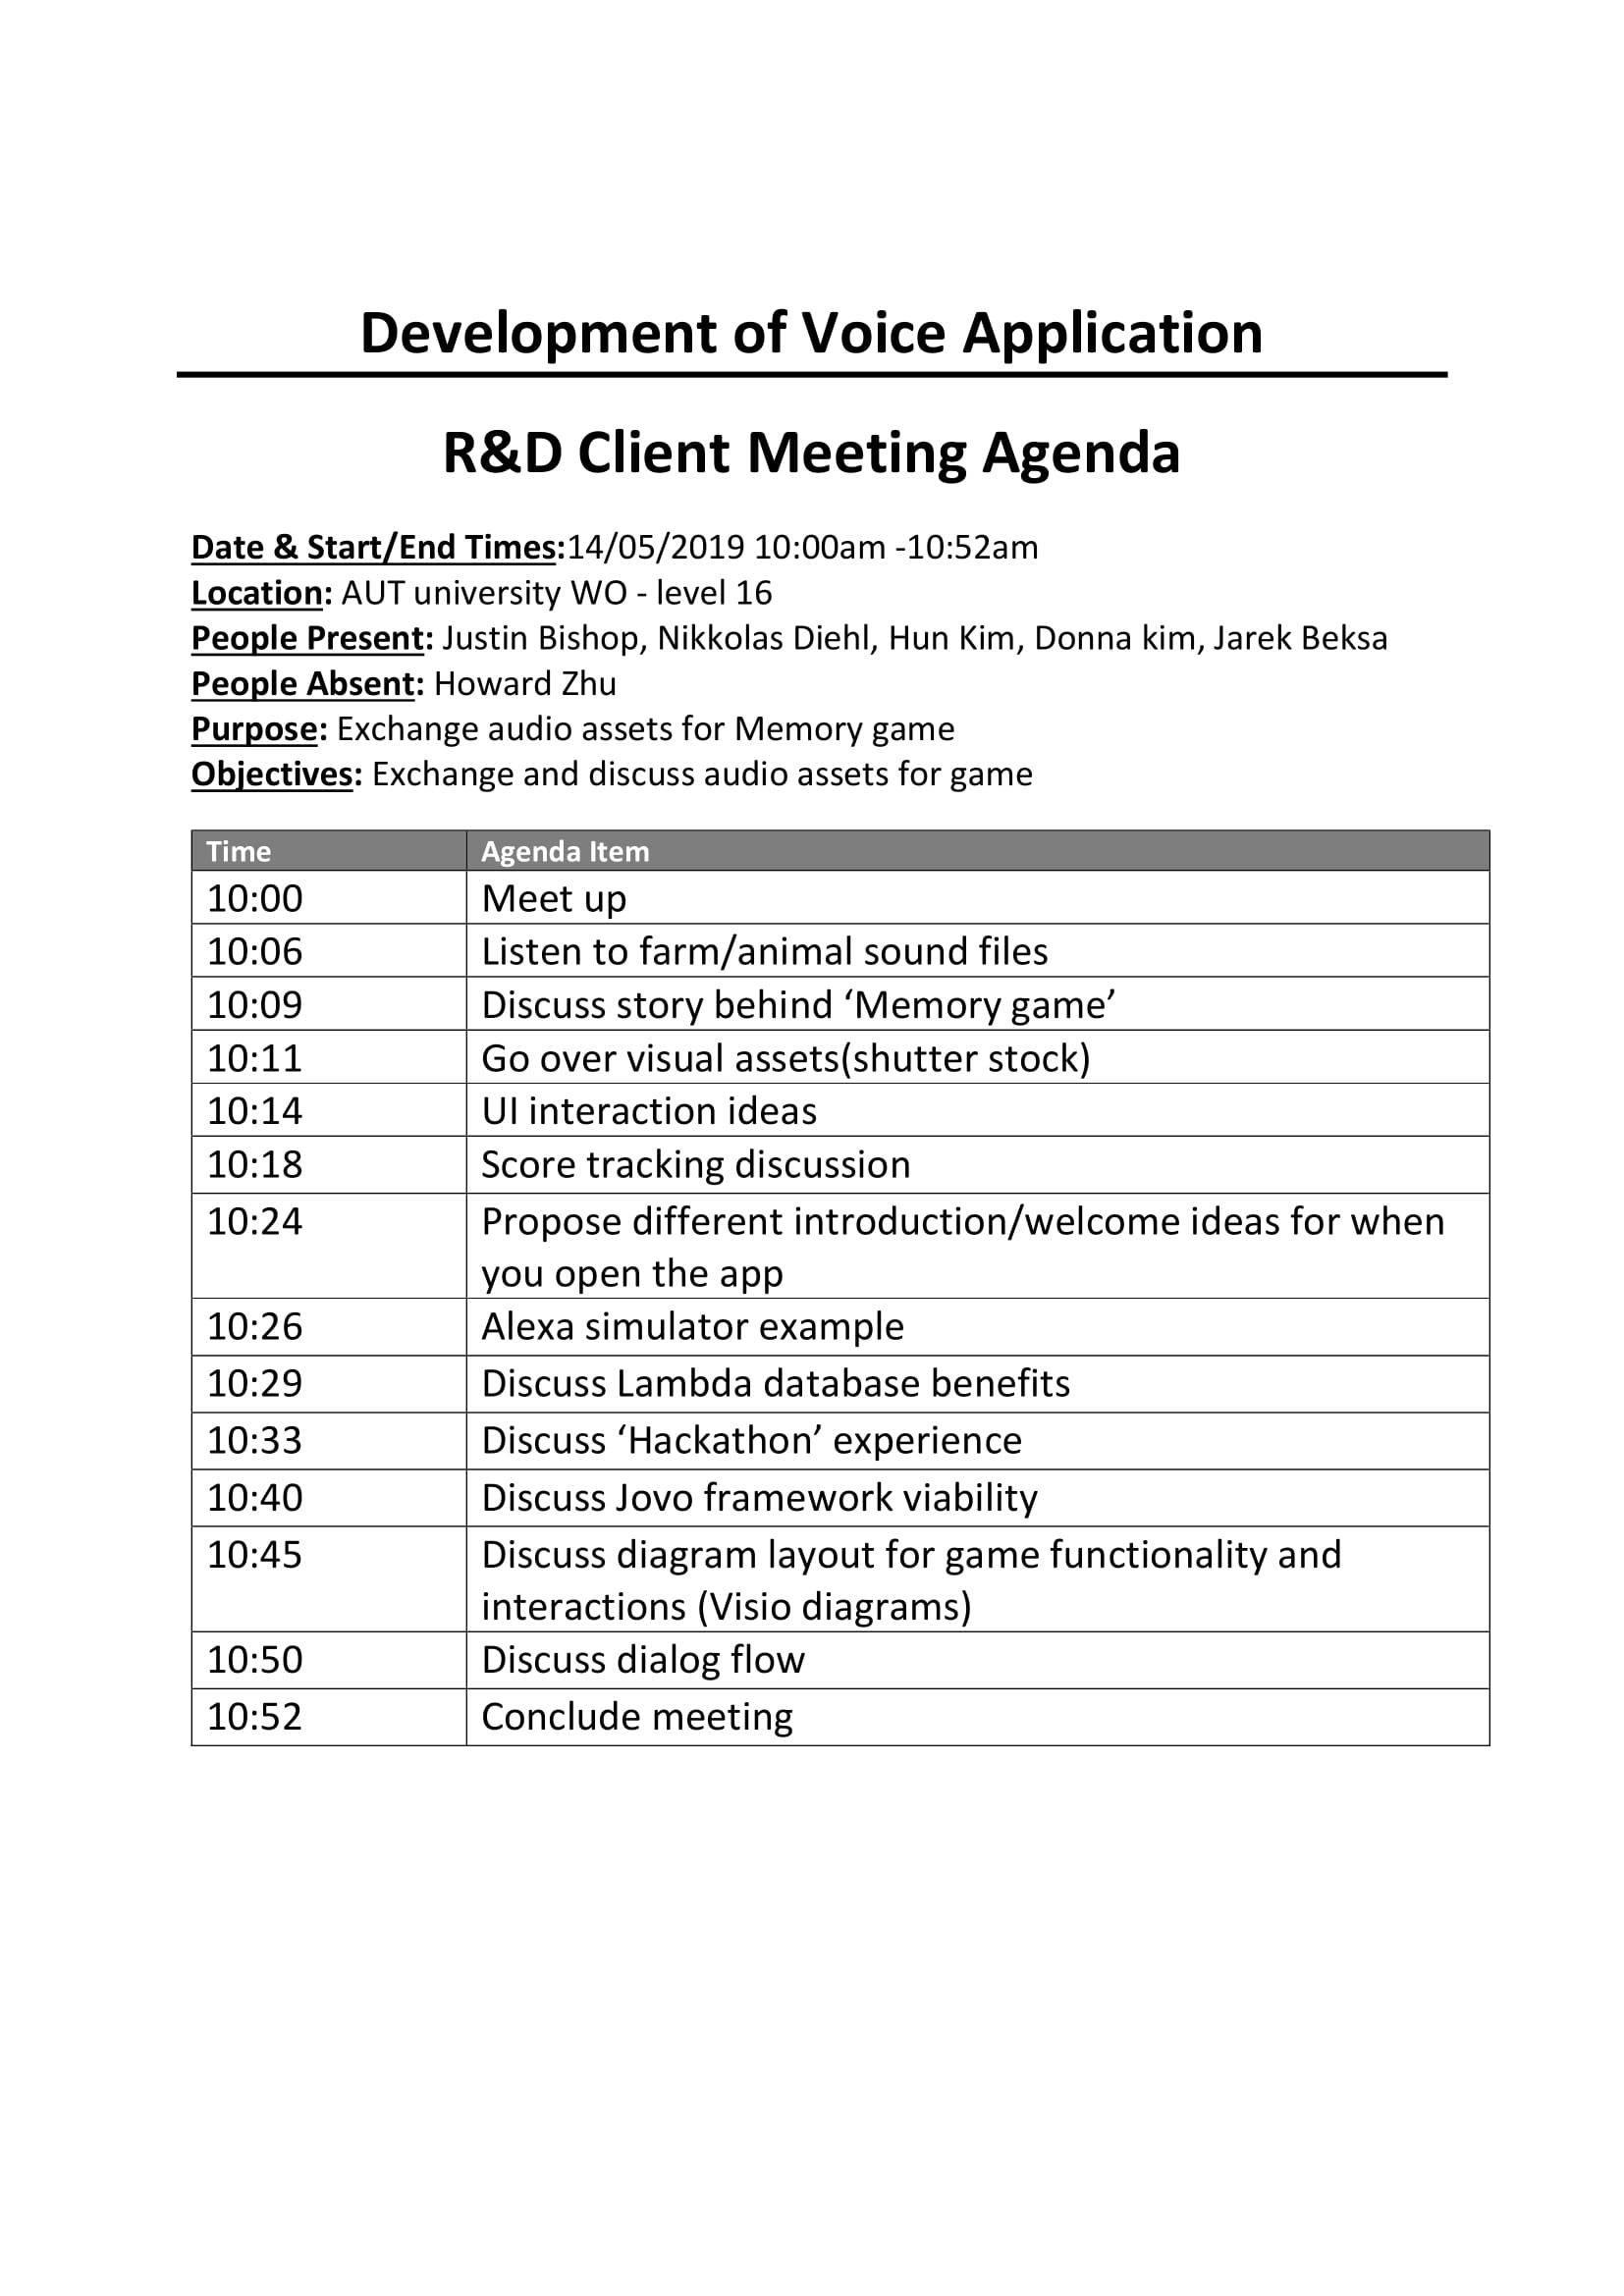 Development of Voice Application
R&D Client Meeting Agenda
Date & Start/End Times:14/05/2019 10:00am -10:52am
Location: AUT university WO - level 16
People Present: Justin Bishop, Nikkolas Diehl, Hun Kim, Donna kim, Jarek Beksa
People Absent: Howard Zhu
Purpose: Exchange audio assets for Memory game
Objectives: Exchange and discuss audio assets for game
Time Agenda Item
10:00 Meet up
10:06 Listen to farm/animal sound files
10:09 Discuss story behind ‘Memory game’
10:11 Go over visual assets(shutter stock)
10:14 UI interaction ideas
10:18 Score tracking discussion
10:24 Propose different introduction/welcome ideas for when
you open the app
10:26 Alexa simulator example
10:29 Discuss Lambda database benefits
10:33 Discuss ‘Hackathon’ experience
10:40 Discuss Jovo framework viability
10:45 Discuss diagram layout for game functionality and
interactions (Visio diagrams)
10:50 Discuss dialog flow
10:52 Conclude meeting